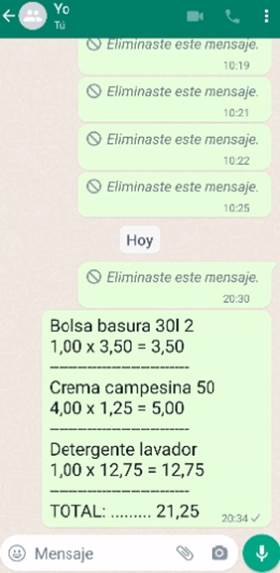 Yo
Tú
Eliminaste este mensaje.
10:19
Eliminaste este mensaje.
10:21
Eliminaste este mensaje.
10:22
Eliminaste este mensaje.
10:25
Hoy
Eliminaste este mensaje.
20:30
Bolsa basura 30l 2
1,00 x 3,50 = 3,50
------------------------------
Crema campesina 50
4,00 x 1,25 = 5,00
------------------------------
Detergente lavador
1,00 x 12,75 = 12,75
------------------------------
TOTAL: ......... 21,25
20:34
Mensaje